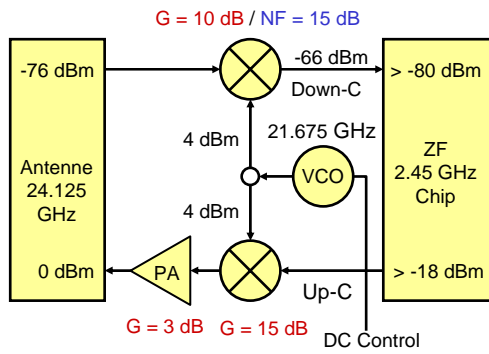 G = 10 dB / NF = 15 dB
-76 dBm
-66 dBm
> -80 dBm
Down-C
4 dBm
21.675 GHz
Antenne
24.125
GHz
VCO
ZF
2.45 GHz
Chip
4 dBm
0 dBm
PA
> -18 dBm
Up-C
G = 3 dB
G = 15 dB
DC Control